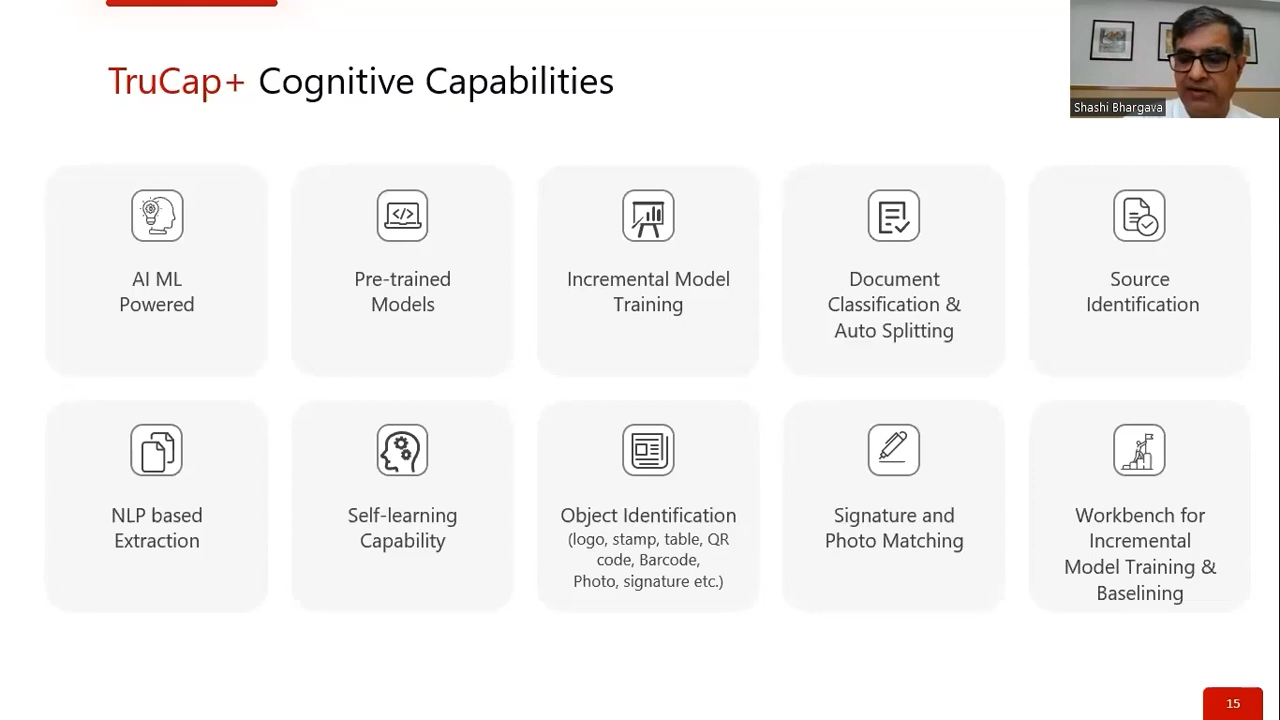 TruCap+ Cognitive Capabilities
Shashi Bhargava
AI ML
Powered
Pre-trained
Models
Incremental Model
Training
Document
Classification &
Auto Splitting
Source
Identification
NLP based
Extraction
Self-learning
Capability
Object Identification
(logo, stamp, table, QR
code, Barcode,
Photo, signature etc.)
Signature and
Photo Matching
Workbench for
Incremental
Model Training &
Baselining
15